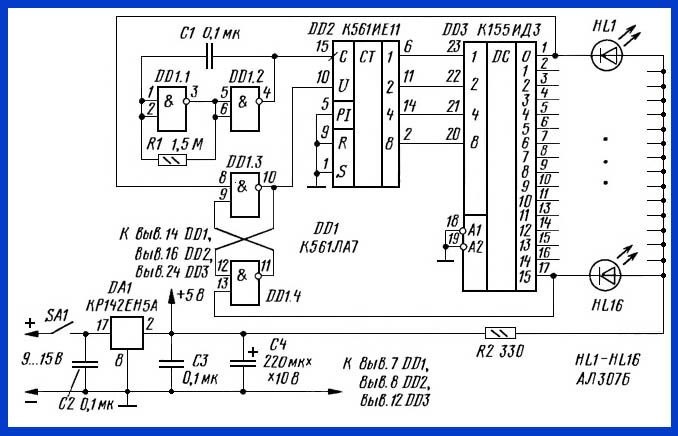 C1 0,1 мк
DD1.1
DD1.2
1
2
&
3
5
6
&
4
R1 1,5 М
DD2 К561ИЕ11
15
C
CT
1
6
10
U
2
11
5
PI
4
14
9
R
8
2
1
S
DD3 К155ИД3
23
1
DC
0
1
22
2
1
2
21
4
2
3
20
8
3
4
4
5
5
6
6
7
7
8
8
9
9
10
10
11
11
13
18
A1
12
14
19
A2
13
15
14
16
15
17
HL1
HL16
DD1.3
8
9
&
10
12
13
&
11
DD1.4
DD1
К561ЛА7
К выв.14 DD1,
выв.16 DD2,
выв.24 DD3
DA1
КР142ЕН5А
SA1
+
17
2
8
+5 В
9...15В
−
C2 0,1 мк
C3
0,1 мк
+
C4
220 мк×
×10 В
К выв.7 DD1,
выв.8 DD2,
выв.12 DD3
R2 330
HL1-HL16
АЛ307Б